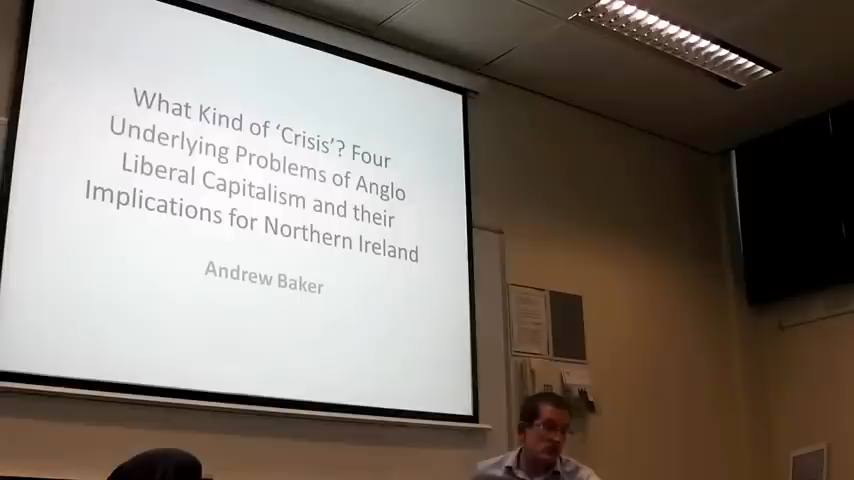 What Kind of ‘Crisis’? Four
Underlying Problems of Anglo
Liberal Capitalism and their
Implications for Northern Ireland
Andrew Baker